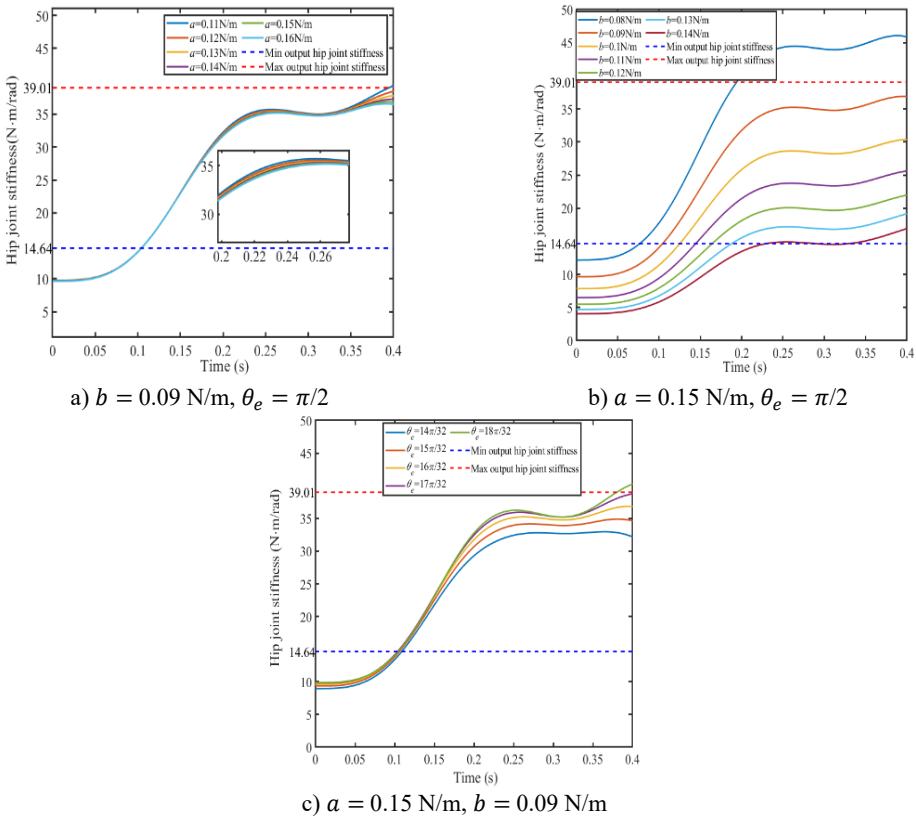 51
45
39.01
35
30
25
20
14.64
10
5
Hip joint stiffness(N·m/rad)
a=0.11N/m a=0.15N/m
a=0.12N/m a=0.16N/m
a=0.13N/m Min output hip joint stiffness
a=0.14N/m Max output hip joint stiffness
35
30
0.2 0.22 0.24 0.26
0 0.05 0.1 0.15 0.2 0.25 0.3 0.35 0.4
Time (s)
a) b = 0.09 N/m, θe = π/2
50
45
39.01
35
30
25
20
14.64
10
5
0
Hip joint stiffness (N·m/rad)
b=0.08N/m b=0.13N/m
b=0.09N/m b=0.14N/m
b=0.1N/m Min output hip joint stiffness
b=0.11N/m Max output hip joint stiffness
b=0.12N/m
0 0.05 0.1 0.15 0.2 0.25 0.3 0.35 0.4
Time (s)
b) a = 0.15 N/m, θe = π/2
50
45
39.01
35
30
25
20
14.64
10
5
0
Hip joint stiffness (N·m/rad)
θe=14π/32 θe=18π/32
θe=15π/32 Min output hip joint stiffness
θe=16π/32 Max output hip joint stiffness
θe=17π/32
0 0.05 0.1 0.15 0.2 0.25 0.3 0.35 0.4
Time (s)
c) a = 0.15 N/m, b = 0.09 N/m